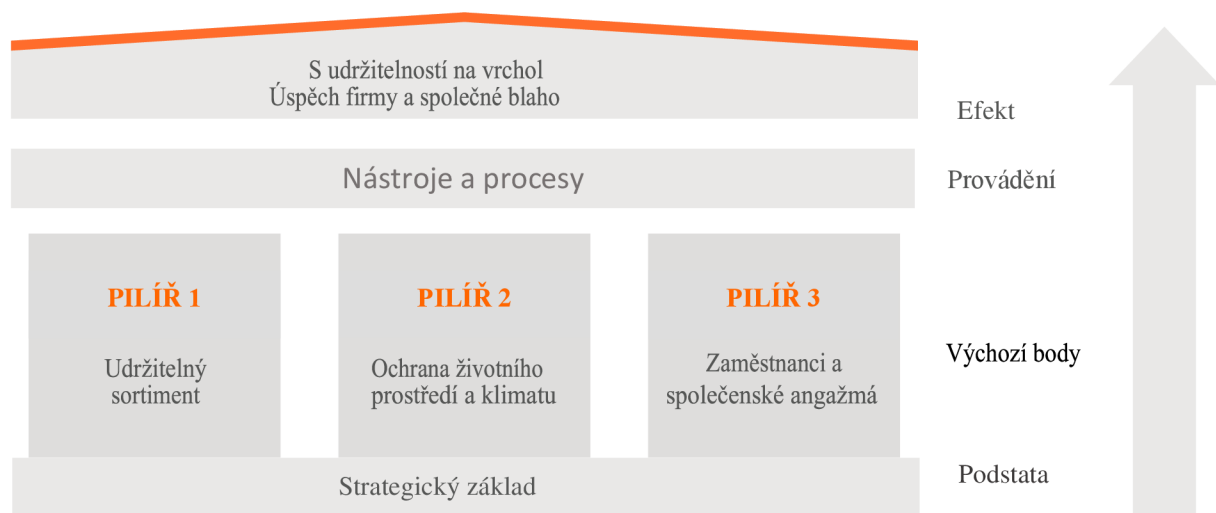 S udržitelností na vrchol
Úspěch firmy a společné blaho
Efekt
Nástroje a procesy
Provádění
PILÍŘ 1
Udržitelný
sortiment
PILÍŘ 2
Ochrana životního
prostředí a klimatu
PILÍŘ 3
Zaměstnanci a
společenské angažmá
Výchozí body
Strategický základ
Podstata